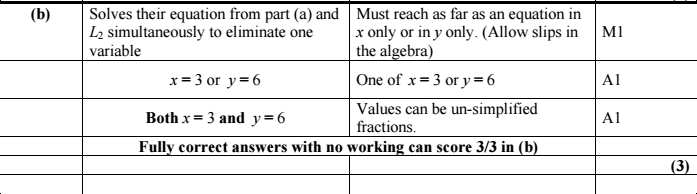 (b)
Solves their equation from part (a) and
L₂ simultaneously to eliminate one
variable
Must reach as far as an equation in
x only or in y only. (Allow slips in
the algebra)
M1
x = 3 or y = 6
One of x = 3 or y = 6
A1
Both x = 3 and y = 6
Values can be un-simplified
fractions.
A1
Fully correct answers with no working can score 3/3 in (b)
(3)